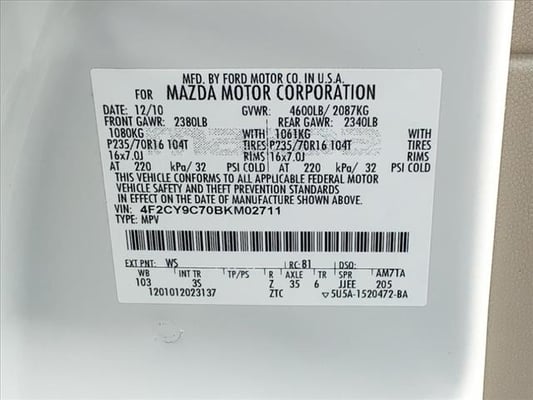 MFD. BY FORD MOTOR CO. IN U.S.A.
FOR MAZDA MOTOR CORPORATION
DATE: 12/10 GVWR: 4600LB/ 2087KG
FRONT GAWR: 2380LB REAR GAWR: 2340LB
1080KG WITH 1061KG WITH
P235/70R16 104T TIRES P235/70R16 104T TIRES
16x7.0J RIMS 16x7.0J RIMS
AT 220 kPa/ 32 PSI COLD AT 220 kPa/ 32 PSI COLD
THIS VEHICLE CONFORMS TO ALL APPLICABLE FEDERAL MOTOR
VEHICLE SAFETY AND THEFT PREVENTION STANDARDS
IN EFFECT ON THE DATE OF MANUFACTURE SHOWN ABOVE.
VIN: 4F2CY9C70BKM02711
TYPE: MPV
EXT PNT: WS RC: 81 DSO:
WB INT TR TP/PS R AXLE TR SPR AM71A
103 3S Z 35 6 JJEE 205
1201012023137 ZTC ▽5U5A-1520472-BA